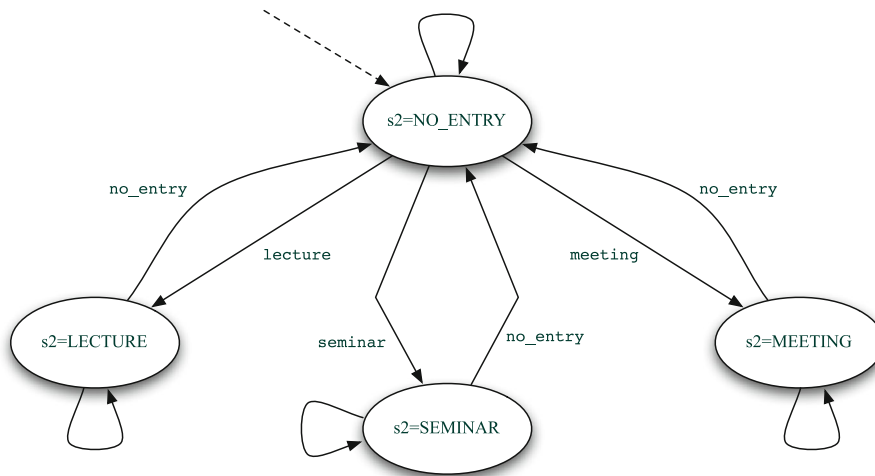 s2=NO_ENTRY
no_entry
no_entry
lecture
meeting
seminar
no_entry
s2=LECTURE
s2=MEETING
s2=SEMINAR